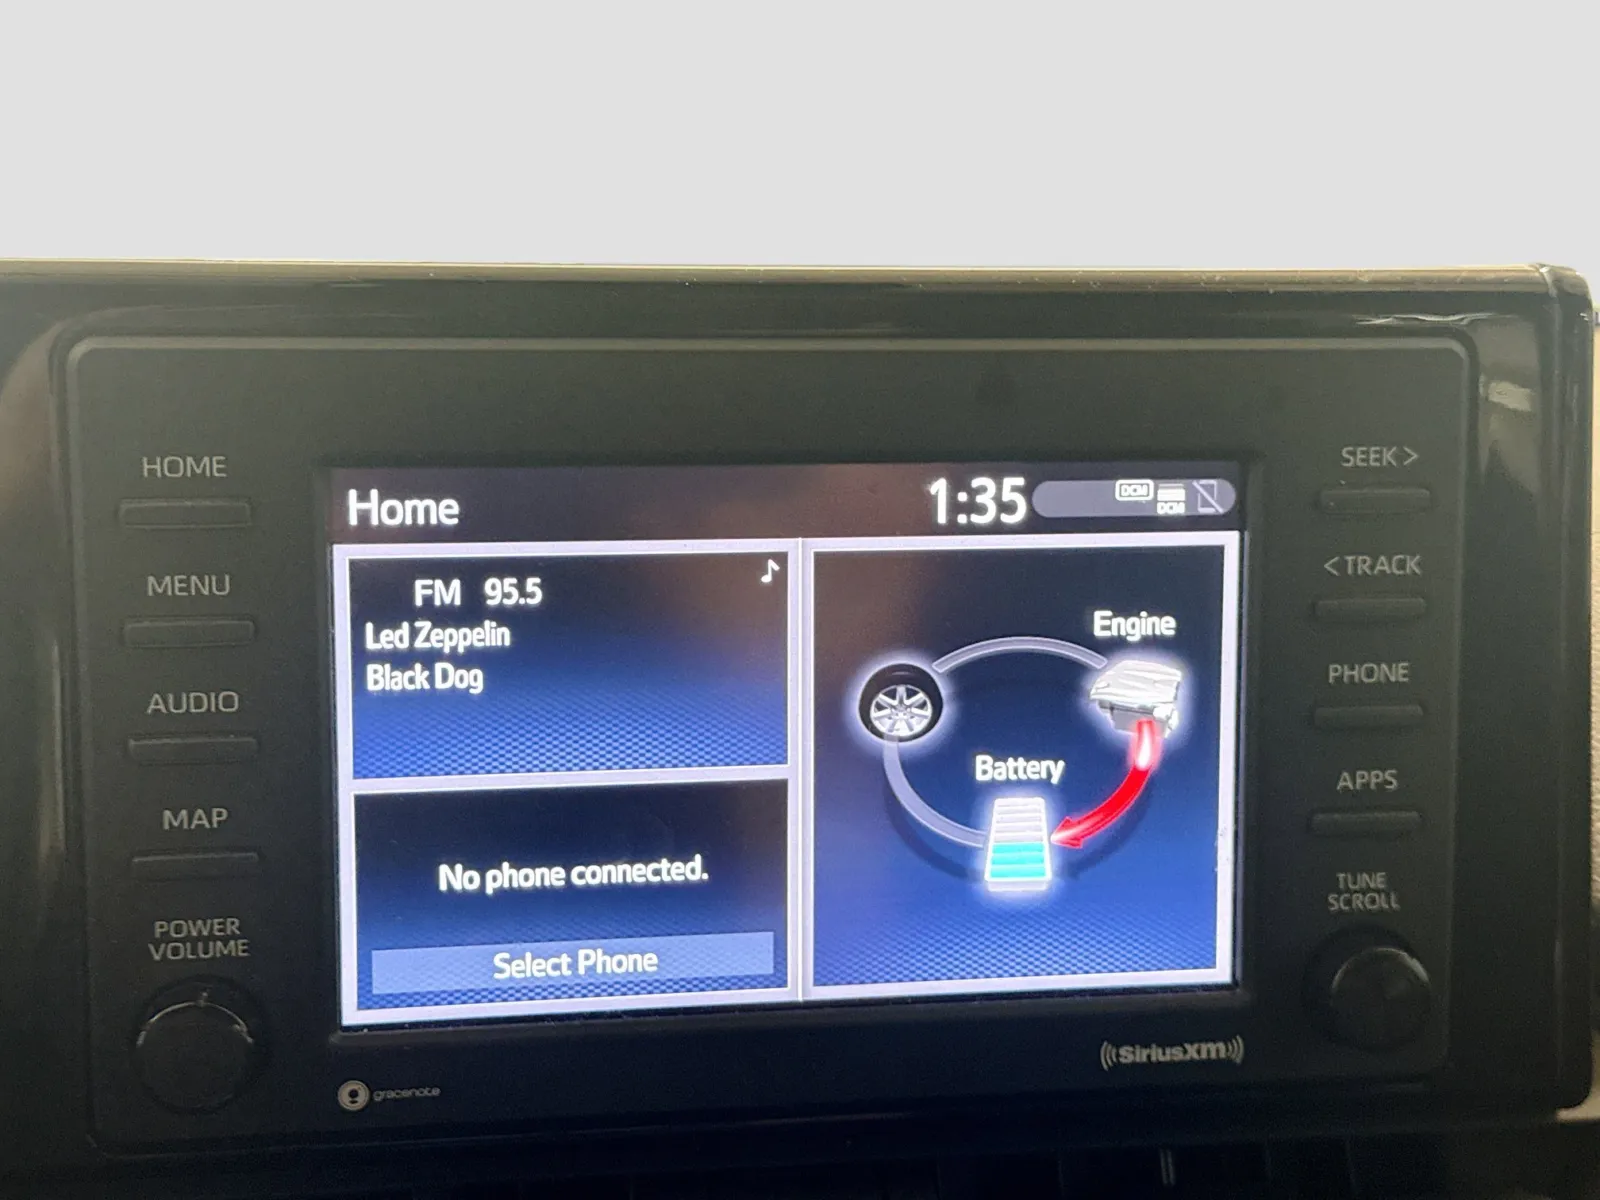 HOME
MENU
AUDIO
MAP
POWER
VOLUME
Home
1:35
DCM
DCM
FM 95.5
Led Zeppelin
Black Dog
No phone connected.
Select Phone
Engine
Battery
SEEK >
< TRACK
PHONE
APPS
TUNE
SCROLL
gracenote
SiriusXM